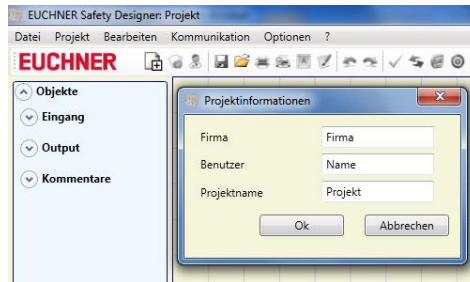 EUCHNER Safety Designer: Projekt
Datei Projekt Bearbeiten Kommunikation Optionen ?
EUCHNER
Objekte
Eingang
Output
Kommentare
Projektinformationen
Firma Firma
Benutzer Name
Projektname Projekt
Ok Abbrechen